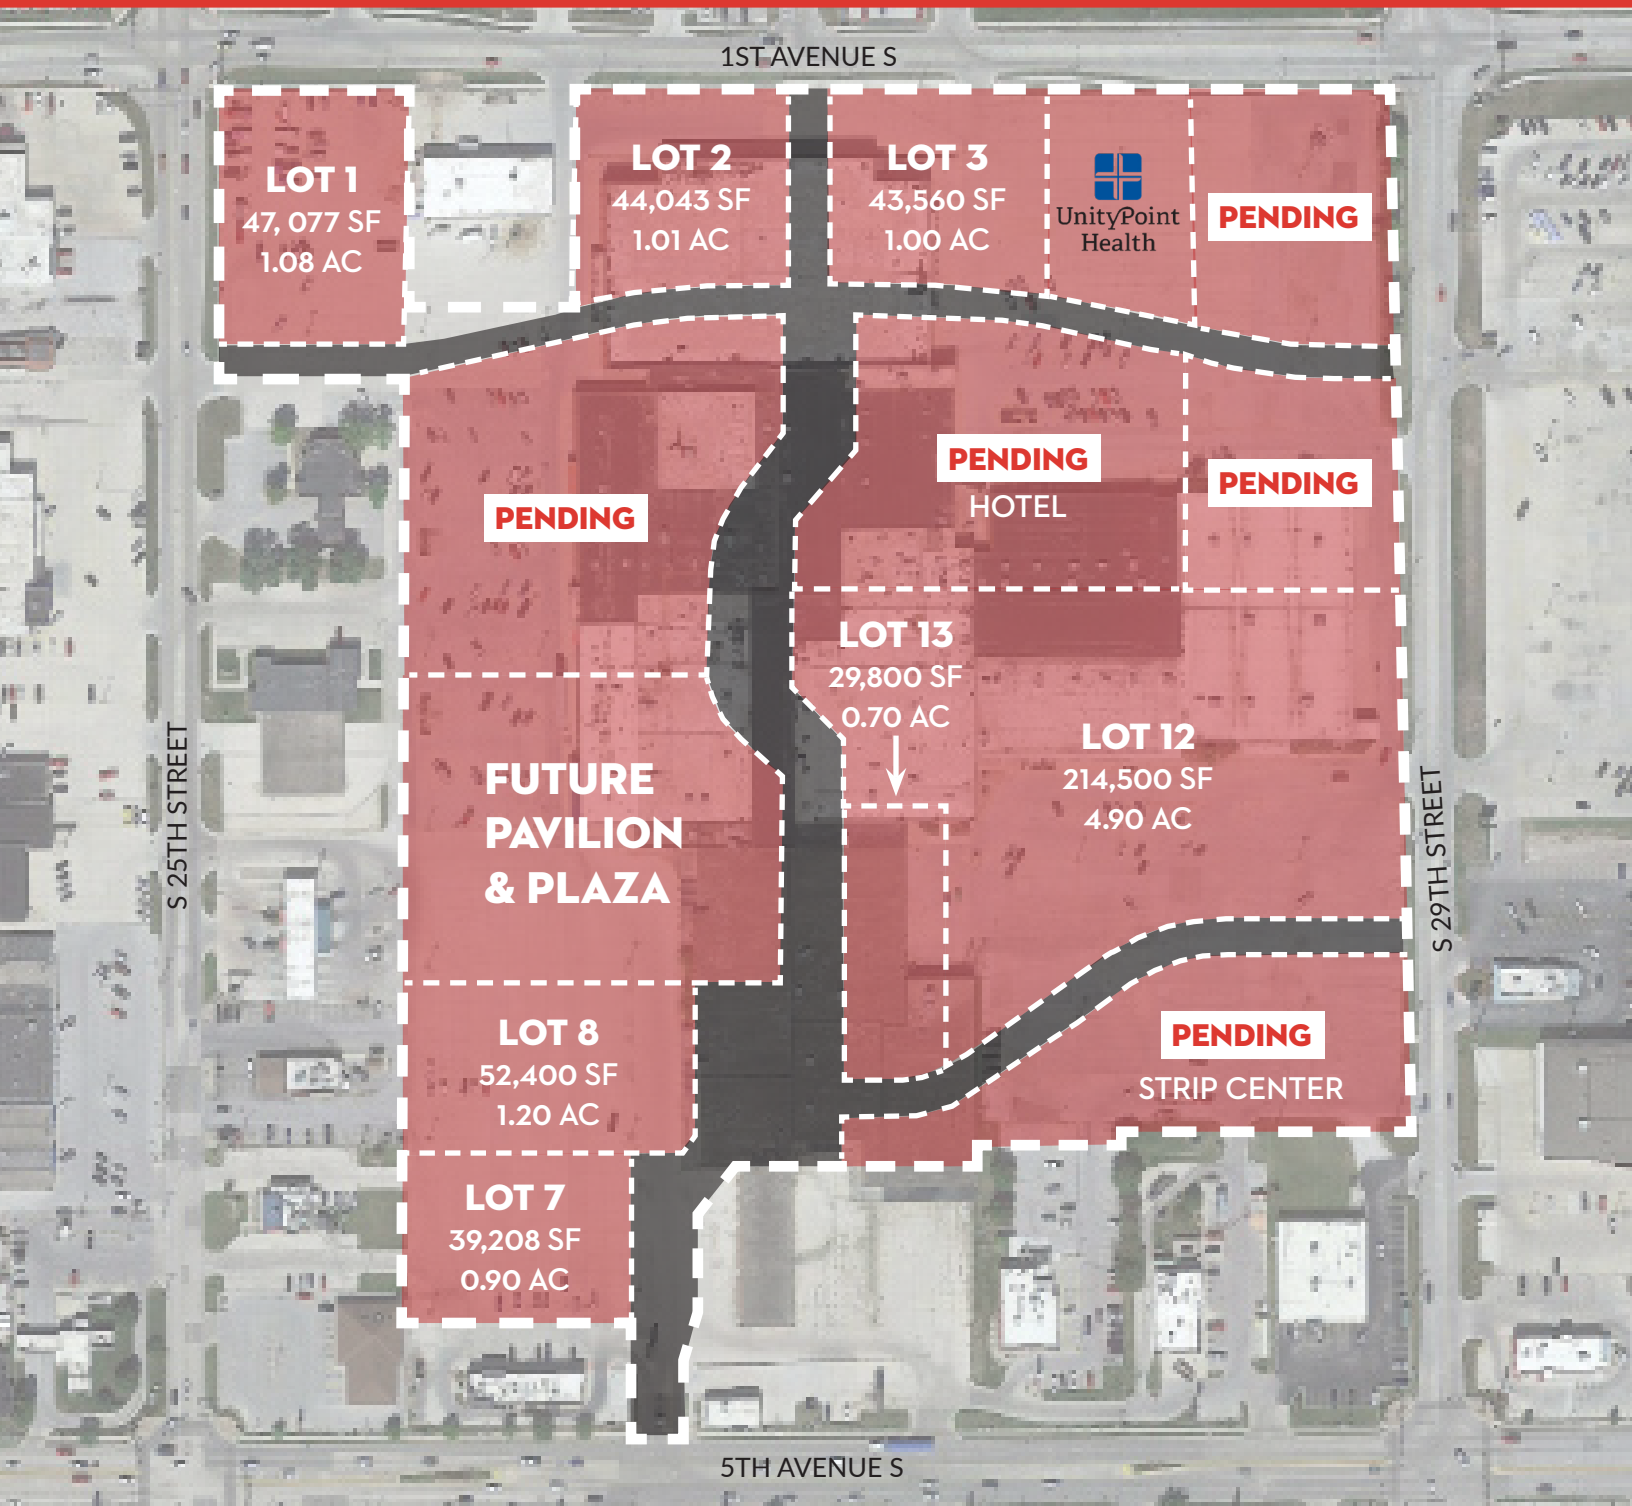 1ST AVENUE S
LOT 1
47, 077 SF
1.08 AC
LOT 2
44,043 SF
1.01 AC
LOT 3
43,560 SF
1.00 AC
UnityPoint
Health
PENDING
PENDING
PENDING
HOTEL
PENDING
LOT 13
29,800 SF
0.70 AC
LOT 12
214,500 SF
4.90 AC
FUTURE
PAVILION
& PLAZA
S 25TH STREET
S 29TH STREET
LOT 8
52,400 SF
1.20 AC
PENDING
STRIP CENTER
LOT 7
39,208 SF
0.90 AC
5TH AVENUE S